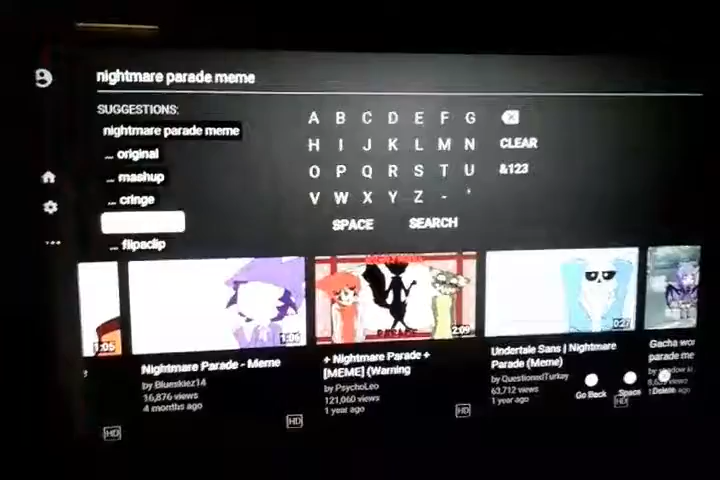 nightmare parade meme
SUGGESTIONS:
nightmare parade meme
... original
... mashup
... cringe
... flipaclip
A B C D E F G
H I J K L M N CLEAR
O P Q R S T U &123
V W X Y Z - '
SPACE SEARCH
1:05
1:06
2:09
0:27
PARADE
Nightmare Parade - Meme
by Blueskiez14
16,876 views
4 months ago
HD
+ Nightmare Parade +
[MEME] (Warning
by PsychoLeo
121,060 views
1 year ago
HD
Undertale Sans | Nightmare
Parade (Meme)
by QuestionedTurkey
63,712 views
1 year ago
HD
Gacha wor
parade me
HD
Go Back
Space
Delete